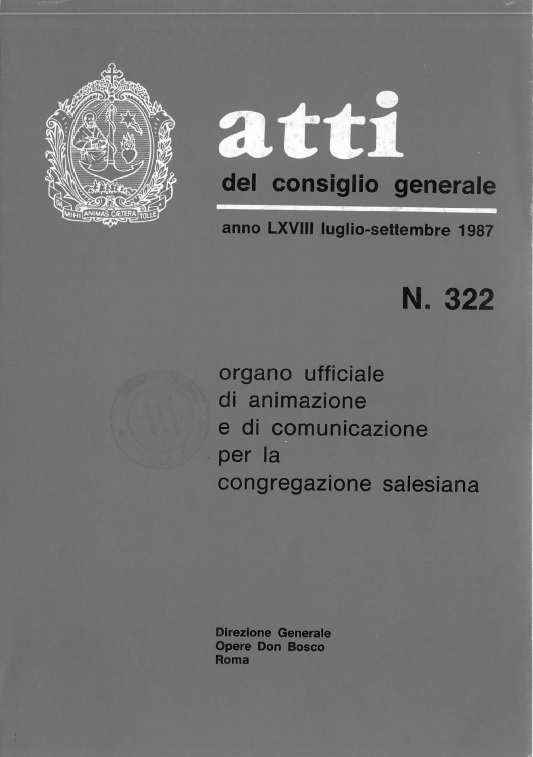 atti
del consiglio generale
anno LXVIII luglio-settembre 1987
N. 322
MIHI ANIMAS CÆTERA TOLLE
organo ufficiale
di animazione
e di comunicazione
per la
congregazione salesiana
Direzione Generale
Opere Don Bosco
Roma